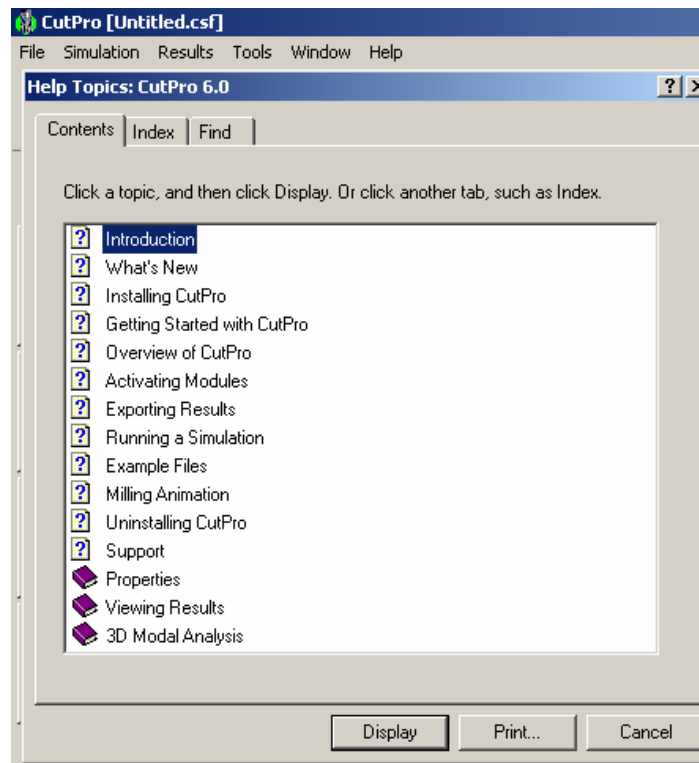 CutPro [Untitled.csf]
File Simulation Results Tools Window Help
Help Topics: CutPro 6.0
Contents Index Find
Click a topic, and then click Display. Or click another tab, such as Index.
Introduction
What's New
Installing CutPro
Getting Started with CutPro
Overview of CutPro
Activating Modules
Exporting Results
Running a Simulation
Example Files
Milling Animation
Uninstalling CutPro
Support
Properties
Viewing Results
3D Modal Analysis
Display Print... Cancel